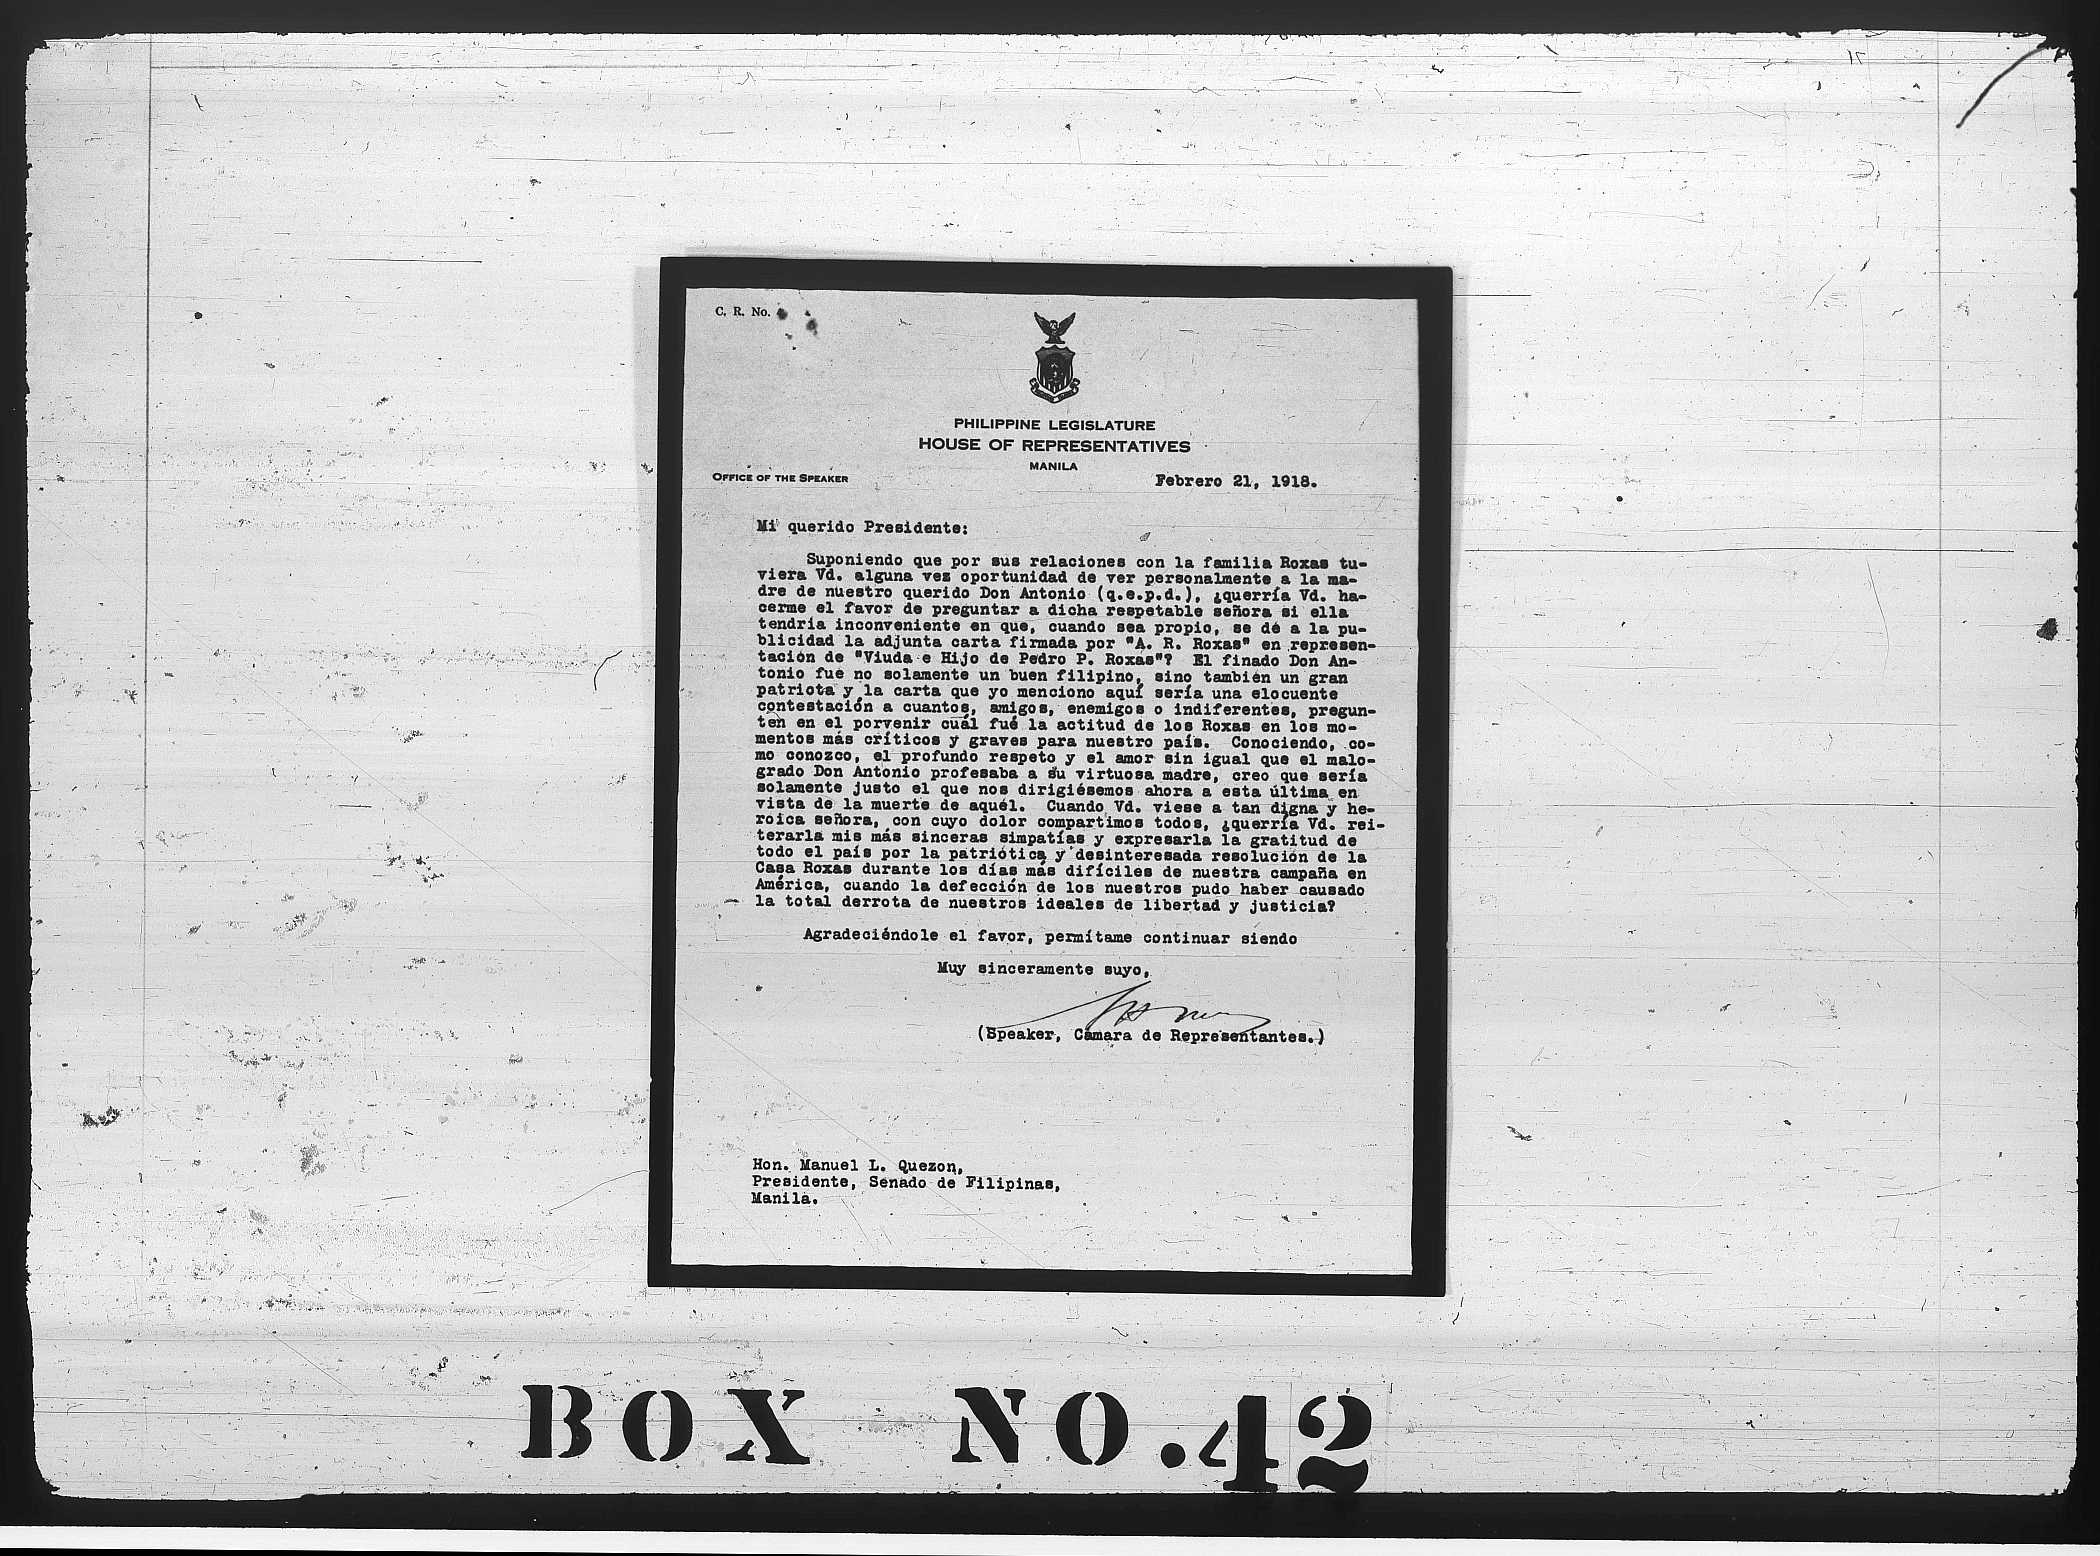 C. R. No.
PHILIPPINE LEGISLATURE
HOUSE OF REPRESENTATIVES
MANILA
OFFICE OF THE SPEAKER
Febrero 21, 1918.
Mi querido Presidente:
Suponiendo que por sus relaciones con la familia Roxas tu-
viera Vd. alguna vez oportunidad de ver personalmente a la ma-
dre de nuestro querido Don Antonio (q.e.p.d.), ¿querría Vd. ha-
cerme el favor de preguntar a dicha respetable señora si ella
tendría inconveniente en que, cuando sea propio, se dé a la pu-
blicidad la adjunta carta firmada por "A. R. Roxas" en represen-
tación de "Viuda e Hijo de Pedro P. Roxas"? El finado Don An-
tonio fué no solamente un buen filipino, sino también un gran
patriota y la carta que yo menciono aquí sería una elocuente
contestación a cuantos, amigos, enemigos o indiferentes, pregun-
ten en el porvenir cuál fué la actitud de los Roxas en los mo-
mentos más críticos y graves para nuestro país. Conociendo, co-
mo conozco, el profundo respeto y el amor sin igual que el malo-
grado Don Antonio profesaba a su virtuosa madre, creo que sería
solamente justo el que nos dirigiésemos ahora a esta última en
vista de la muerte de aquél. Cuando Vd. viese a tan digna y he-
roica señora, con cuyo dolor compartimos todos, ¿querría Vd. rei-
terarla mis más sinceras simpatías y expresarla la gratitud de
todo el país por la patriótica y desinteresada resolución de la
Casa Roxas durante los días más difíciles de nuestra campaña en
América, cuando la defección de los nuestros pudo haber causado
la total derrota de nuestros ideales de libertad y justicia?
Agradeciéndole el favor, permítame continuar siendo
Muy sinceramente suyo,
(Speaker, Cámara de Representantes.)
Hon. Manuel L. Quezon,
Presidente, Senado de Filipinas,
Manila.
BOX NO.42